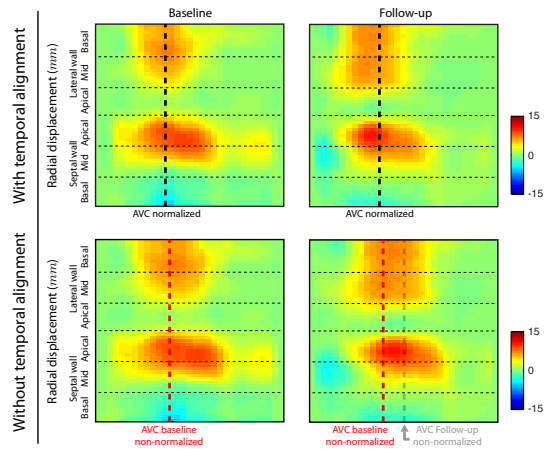 Baseline
Follow-up
With temporal alignment
Radial displacement (mm)
Septal wall
Lateral wall
Basal
Mid
Apical
Apical
Mid
Basal
15
-15
AVC normalized
AVC normalized
Without temporal alignment
Radial displacement (mm)
Septal wall
Lateral wall
Basal
Mid
Apical
Apical
Mid
Basal
15
-15
AVC baseline
non-normalized
AVC baseline
non-normalized
AVC Follow-up
non-normalized